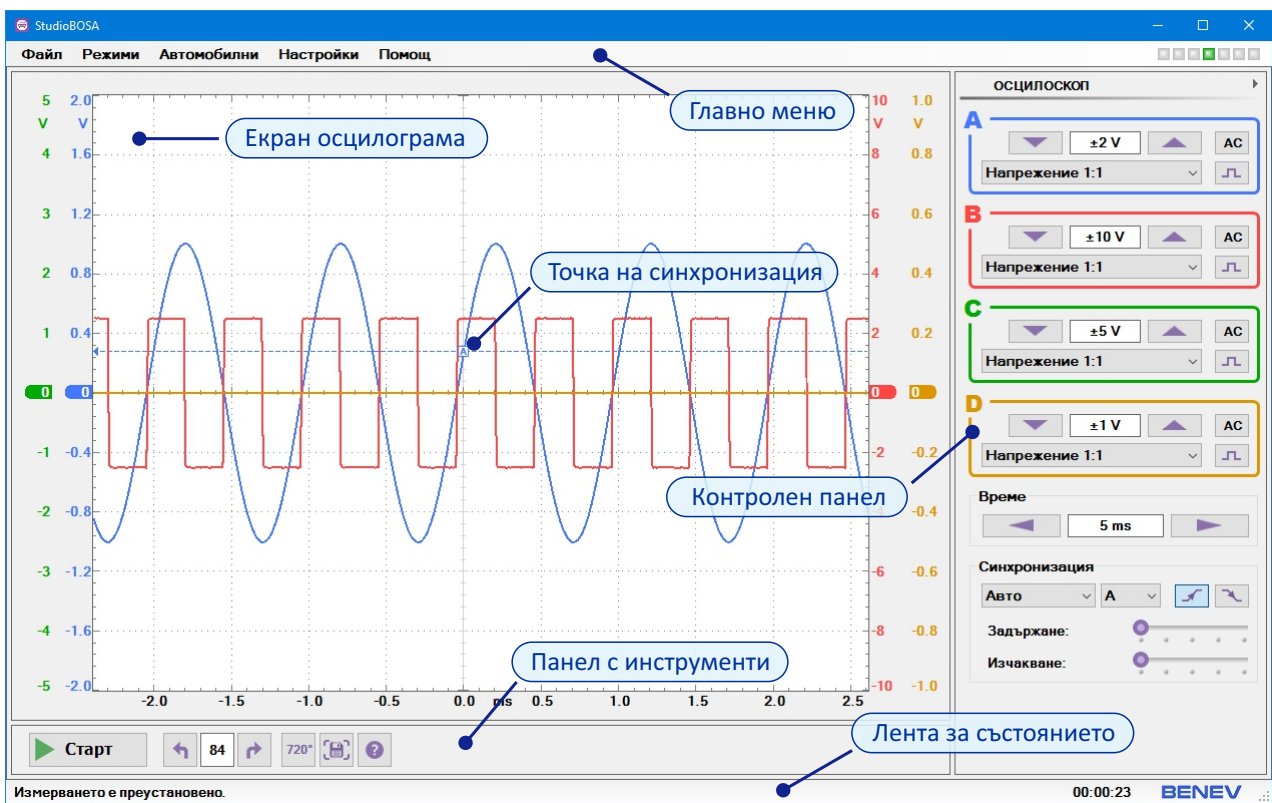 StudioBOSA
Файл Режими Автомобилни Настройки Помощ
Главно меню
Екран осцилограма
Точка на синхронизация
Контролен панел
Панел с инструменти
Лента за състоянието
5 2.0 10 1.0
V V V V
4 1.6 8 0.8
3 1.2 6 0.6
2 0.8 4 0.4
1 0.4 2 0.2
A
0 0 0 0
-1 -0.4 -2 -0.2
-2 -0.8 -0.4
-3 -1.2 -6 -0.6
-4 -1.6 -8 -0.8
-5 -2.0 -10 -1.0
-2.0 -1.5 -1.0 -0.5 0.0 ms 0.5 1.0 1.5 2.0 2.5
осцилоскоп
A
±2 V AC
Напрежение 1:1
B
±10 V AC
Напрежение 1:1
C
±5 V AC
Напрежение 1:1
D
±1 V AC
Напрежение 1:1
Време
5 ms
Синхронизация
Авто A
Задържане:
Изчакване:
Старт 84 720° ?
Измерването е преустановено. 00:00:23 BENEV